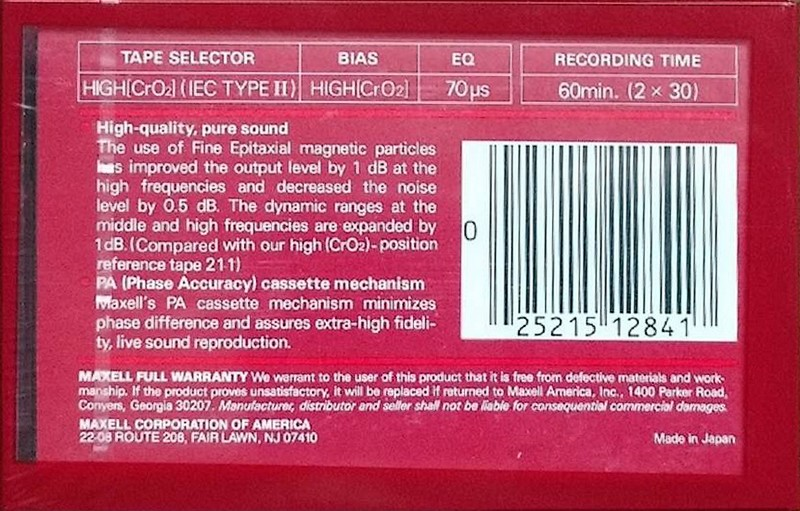 TAPE SELECTOR BIAS EQ RECORDING TIME
HIGH[CrO₂] (IEC TYPE II) HIGH[CrO₂] 70μs 60min. (2 × 30)
High-quality, pure sound
The use of Fine Epitaxial magnetic particles
has improved the output level by 1 dB at the
high frequencies and decreased the noise
level by 0.5 dB. The dynamic ranges at the
middle and high frequencies are expanded by
1dB. (Compared with our high (CrO₂)-position
reference tape 211)
PA (Phase Accuracy) cassette mechanism
Maxell's PA cassette mechanism minimizes
phase difference and assures extra-high fideli-
ty, live sound reproduction.
0
25215 12841
MAXELL FULL WARRANTY We warrant to the user of this product that it is free from defective materials and work-
manship. If the product proves unsatisfactory, it will be replaced if returned to Maxell America, Inc., 1400 Parker Road,
Conyers, Georgia 30207. Manufacturer, distributor and seller shall not be liable for consequential commercial damages.
MAXELL CORPORATION OF AMERICA
22-08 ROUTE 208, FAIR LAWN, NJ 07410
Made in Japan